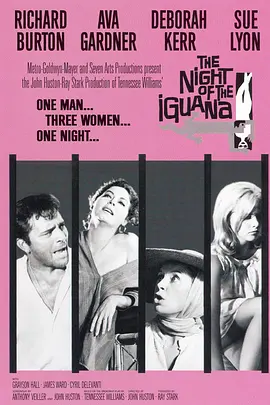 RICHARD BURTON
AVA GARDNER
DEBORAH KERR
SUE LYON
Metro-Goldwyn-Mayer and Seven Arts Productions present
the John Huston-Ray Stark Production of Tennessee Williams'
THE
NIGHT
OF THE
IGUANA
ONE MAN...
THREE WOMEN...
ONE NIGHT...
GRAYSON HALL · JAMES WARD · CYRIL DELEVANTI
ANTHONY VEILLER AND JOHN HUSTON
TENNESSEE WILLIAMS
JOHN HUSTON
RAY STARK